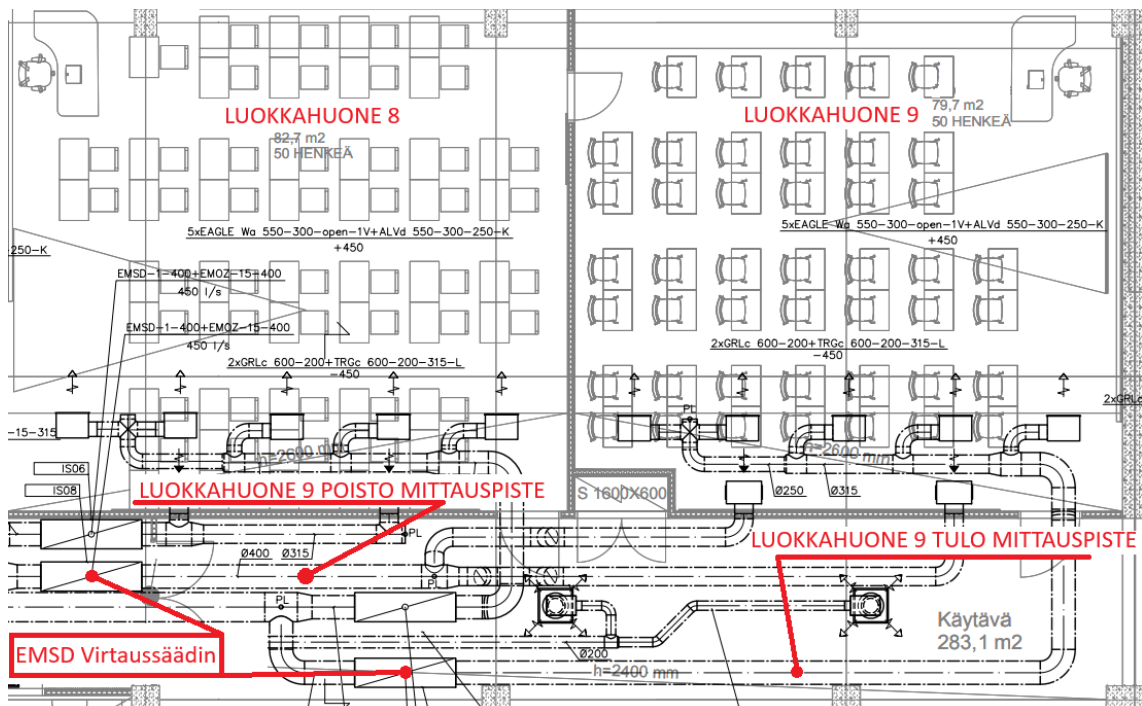 LUOKKAHUONE 8
82,7 m2
50 HENKEÄ
LUOKKAHUONE 9
79,7 m2
50 HENKEÄ
5xEAGLE Wa 550-300-open-1V+ALVd 550-300-250-K
+450
5xEAGLE Wa 550-300-open-1V+ALVd 550-300-250-K
+450
-250-K
EMSD-1-400+EMOZ-15-400
450 l/s
EMSD-1-400+EMOZ-15-400
450 l/s
2xGRLc 600-200+TRGc 600-200-315-L
-450
2xGRLc 600-200+TRGc 600-200-315-L
-450
2xGRLc
-15-315
PL
h=2600 mm
h=2600 mm
IS06
IS08
LUOKKAHUONE 9 POISTO MITTAUSPISTE
S 1600X600
Ø250
Ø315
PL
Ø400
Ø315
PL
LUOKKAHUONE 9 TULO MITTAUSPISTE
PL
Käytävä
283,1 m2
EMSD Virtaussäädin
Ø200
h=2400 mm